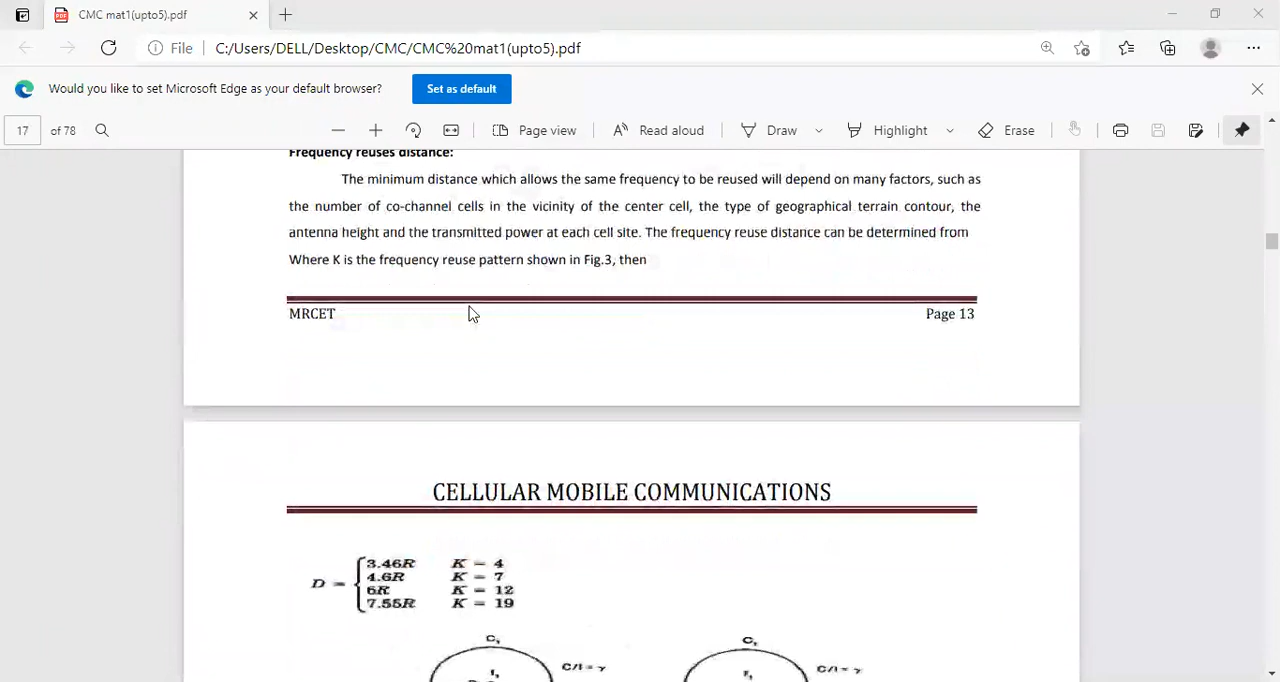 CMC mat1(upto5).pdf
File C:/Users/DELL/Desktop/CMC/CMC%20mat1(upto5).pdf
Would you like to set Microsoft Edge as your default browser? Set as default
17 of 78 Page view Read aloud Draw Highlight Erase
Frequency reuses distance:
The minimum distance which allows the same frequency to be reused will depend on many factors, such as
the number of co-channel cells in the vicinity of the center cell, the type of geographical terrain contour, the
antenna height and the transmitted power at each cell site. The frequency reuse distance can be determined from
Where K is the frequency reuse pattern shown in Fig.3, then
MRCET Page 13
CELLULAR MOBILE COMMUNICATIONS
3.46R K = 4
4.6R K = 7
D =
6R K = 12
7.55R K = 19
C₁
C/I = γ
C/I = γ